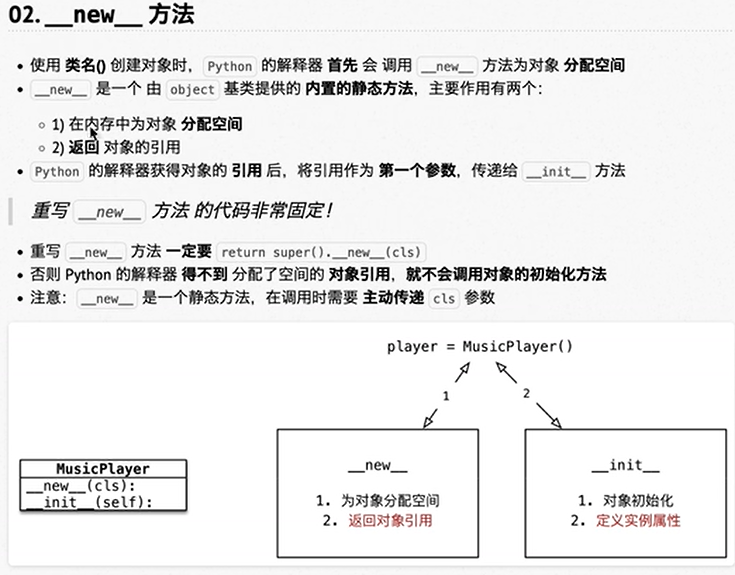 02. __new__ 方法
使用 类名() 创建对象时, Python 的解释器 首先 会 调用 __new__ 方法为对象 分配空间
__new__ 是一个 由 object 基类提供的 内置的静态方法, 主要作用有两个:
1) 在内存中为对象 分配空间
2) 返回 对象的引用
Python 的解释器获得对象的 引用 后, 将引用作为 第一个参数, 传递给 __init__ 方法
重写 __new__ 方法 的代码非常固定!
重写 __new__ 方法 一定要 return super().__new__(cls)
否则 Python 的解释器 得不到 分配了空间的 对象引用, 就不会调用对象的初始化方法
注意: __new__ 是一个静态方法, 在调用时需要 主动传递 cls 参数
player = MusicPlayer()
1
2
MusicPlayer
__new__(cls):
__init__(self):
__new__
1. 为对象分配空间
2. 返回对象引用
__init__
1. 对象初始化
2. 定义实例属性